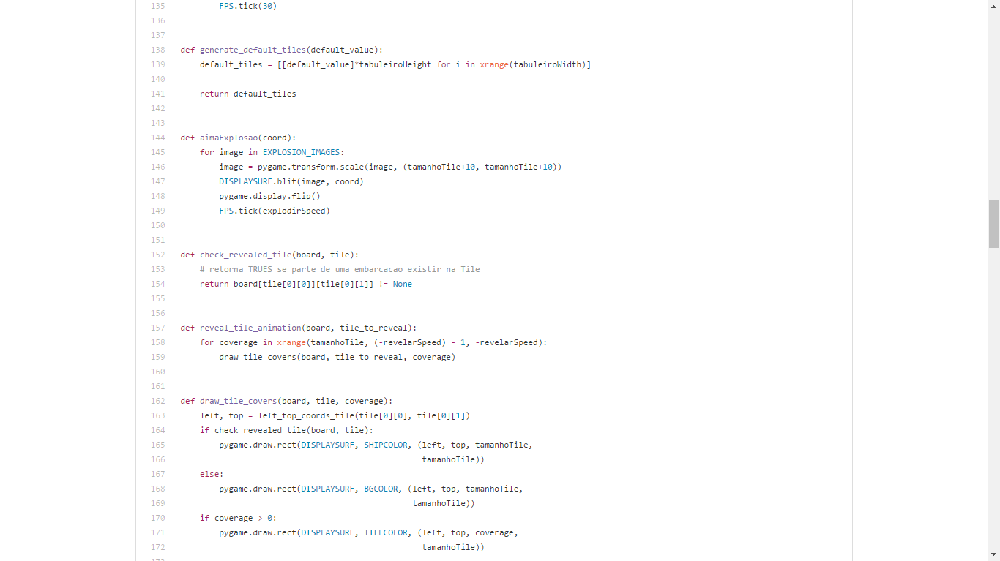 135         FPS.tick(30)
136
137
138 def generate_default_tiles(default_value):
139     default_tiles = [[default_value]*tabuleiroHeight for i in xrange(tabuleiroWidth)]
140
141     return default_tiles
142
143
144 def aimaExplosao(coord):
145     for image in EXPLOSION_IMAGES:
146         image = pygame.transform.scale(image, (tamanhoTile+10, tamanhoTile+10))
147         DISPLAYSURF.blit(image, coord)
148         pygame.display.flip()
149         FPS.tick(explodirSpeed)
150
151
152 def check_revealed_tile(board, tile):
153     # retorna TRUES se parte de uma embarcacao existir na Tile
154     return board[tile[0][0]][tile[0][1]] != None
155
156
157 def reveal_tile_animation(board, tile_to_reveal):
158     for coverage in xrange(tamanhoTile, (-revelarSpeed) - 1, -revelarSpeed):
159         draw_tile_covers(board, tile_to_reveal, coverage)
160
161
162 def draw_tile_covers(board, tile, coverage):
163     left, top = left_top_coords_tile(tile[0][0], tile[0][1])
164     if check_revealed_tile(board, tile):
165         pygame.draw.rect(DISPLAYSURF, SHIPCOLOR, (left, top, tamanhoTile,
166                                                   tamanhoTile))
167     else:
168         pygame.draw.rect(DISPLAYSURF, BGCOLOR, (left, top, tamanhoTile,
169                                                 tamanhoTile))
170     if coverage > 0:
171         pygame.draw.rect(DISPLAYSURF, TILECOLOR, (left, top, coverage,
172                                                   tamanhoTile))